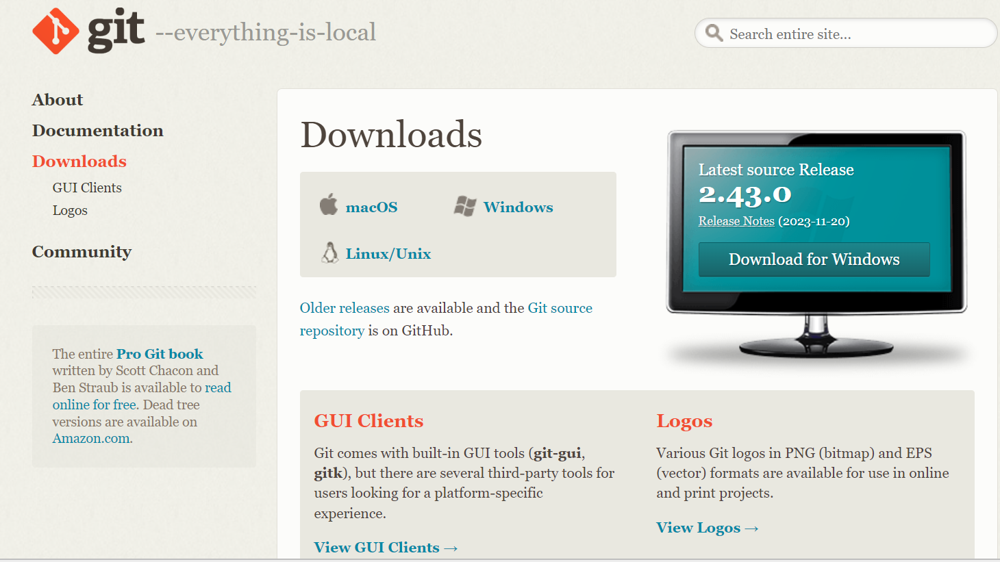 git --everything-is-local
Search entire site...
About
Documentation
Downloads
GUI Clients
Logos
Community
The entire Pro Git book
written by Scott Chacon and
Ben Straub is available to read
online for free. Dead tree
versions are available on
Amazon.com.
Downloads
macOS
Windows
Linux/Unix
Older releases are available and the Git source
repository is on GitHub.
Latest source Release
2.43.0
Release Notes (2023-11-20)
Download for Windows
GUI Clients
Git comes with built-in GUI tools (git-gui,
gitk), but there are several third-party tools for
users looking for a platform-specific
experience.
View GUI Clients →
Logos
Various Git logos in PNG (bitmap) and EPS
(vector) formats are available for use in online
and print projects.
View Logos →